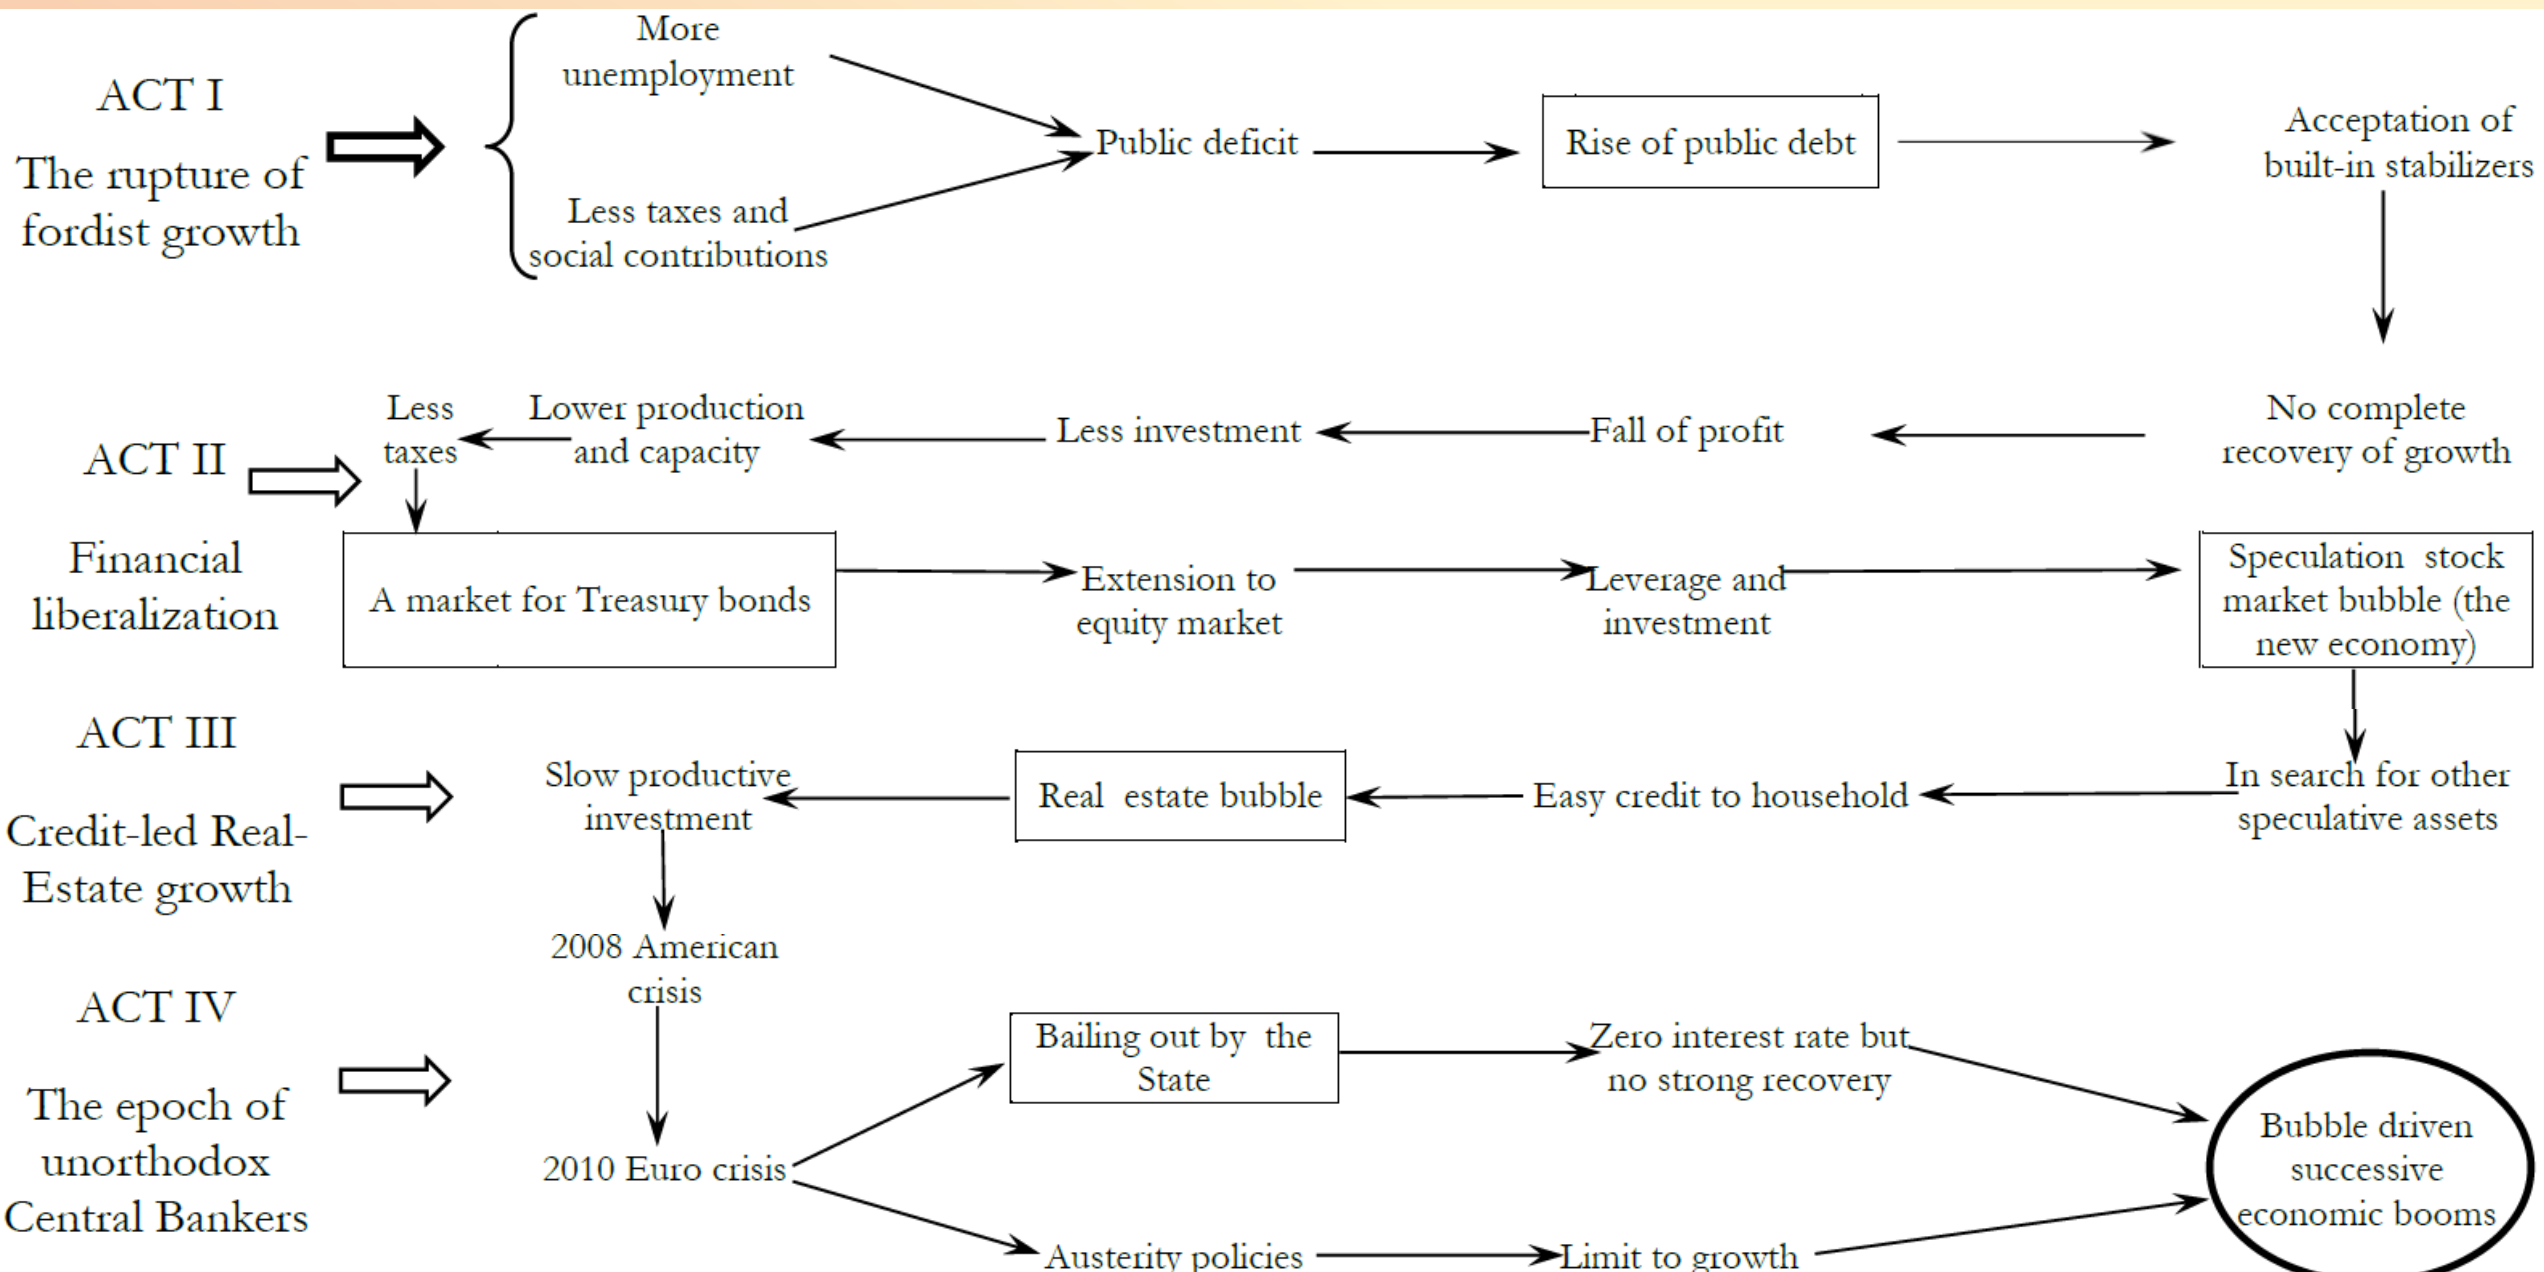 ACT I
The rupture of
fordist growth
More
unemployment
Less taxes and
social contributions
Public deficit
Rise of public debt
Acceptation of
built-in stabilizers
ACT II
Financial
liberalization
Less
taxes
Lower production
and capacity
Less investment
Fall of profit
No complete
recovery of growth
A market for Treasury bonds
Extension to
equity market
Leverage and
investment
Speculation stock
market bubble (the
new economy)
ACT III
Credit-led Real-
Estate growth
Slow productive
investment
Real estate bubble
Easy credit to household
In search for other
speculative assets
2008 American
crisis
ACT IV
The epoch of
unorthodox
Central Bankers
2010 Euro crisis
Bailing out by the
State
Zero interest rate but
no strong recovery
Austerity policies
Limit to growth
Bubble driven
successive
economic booms